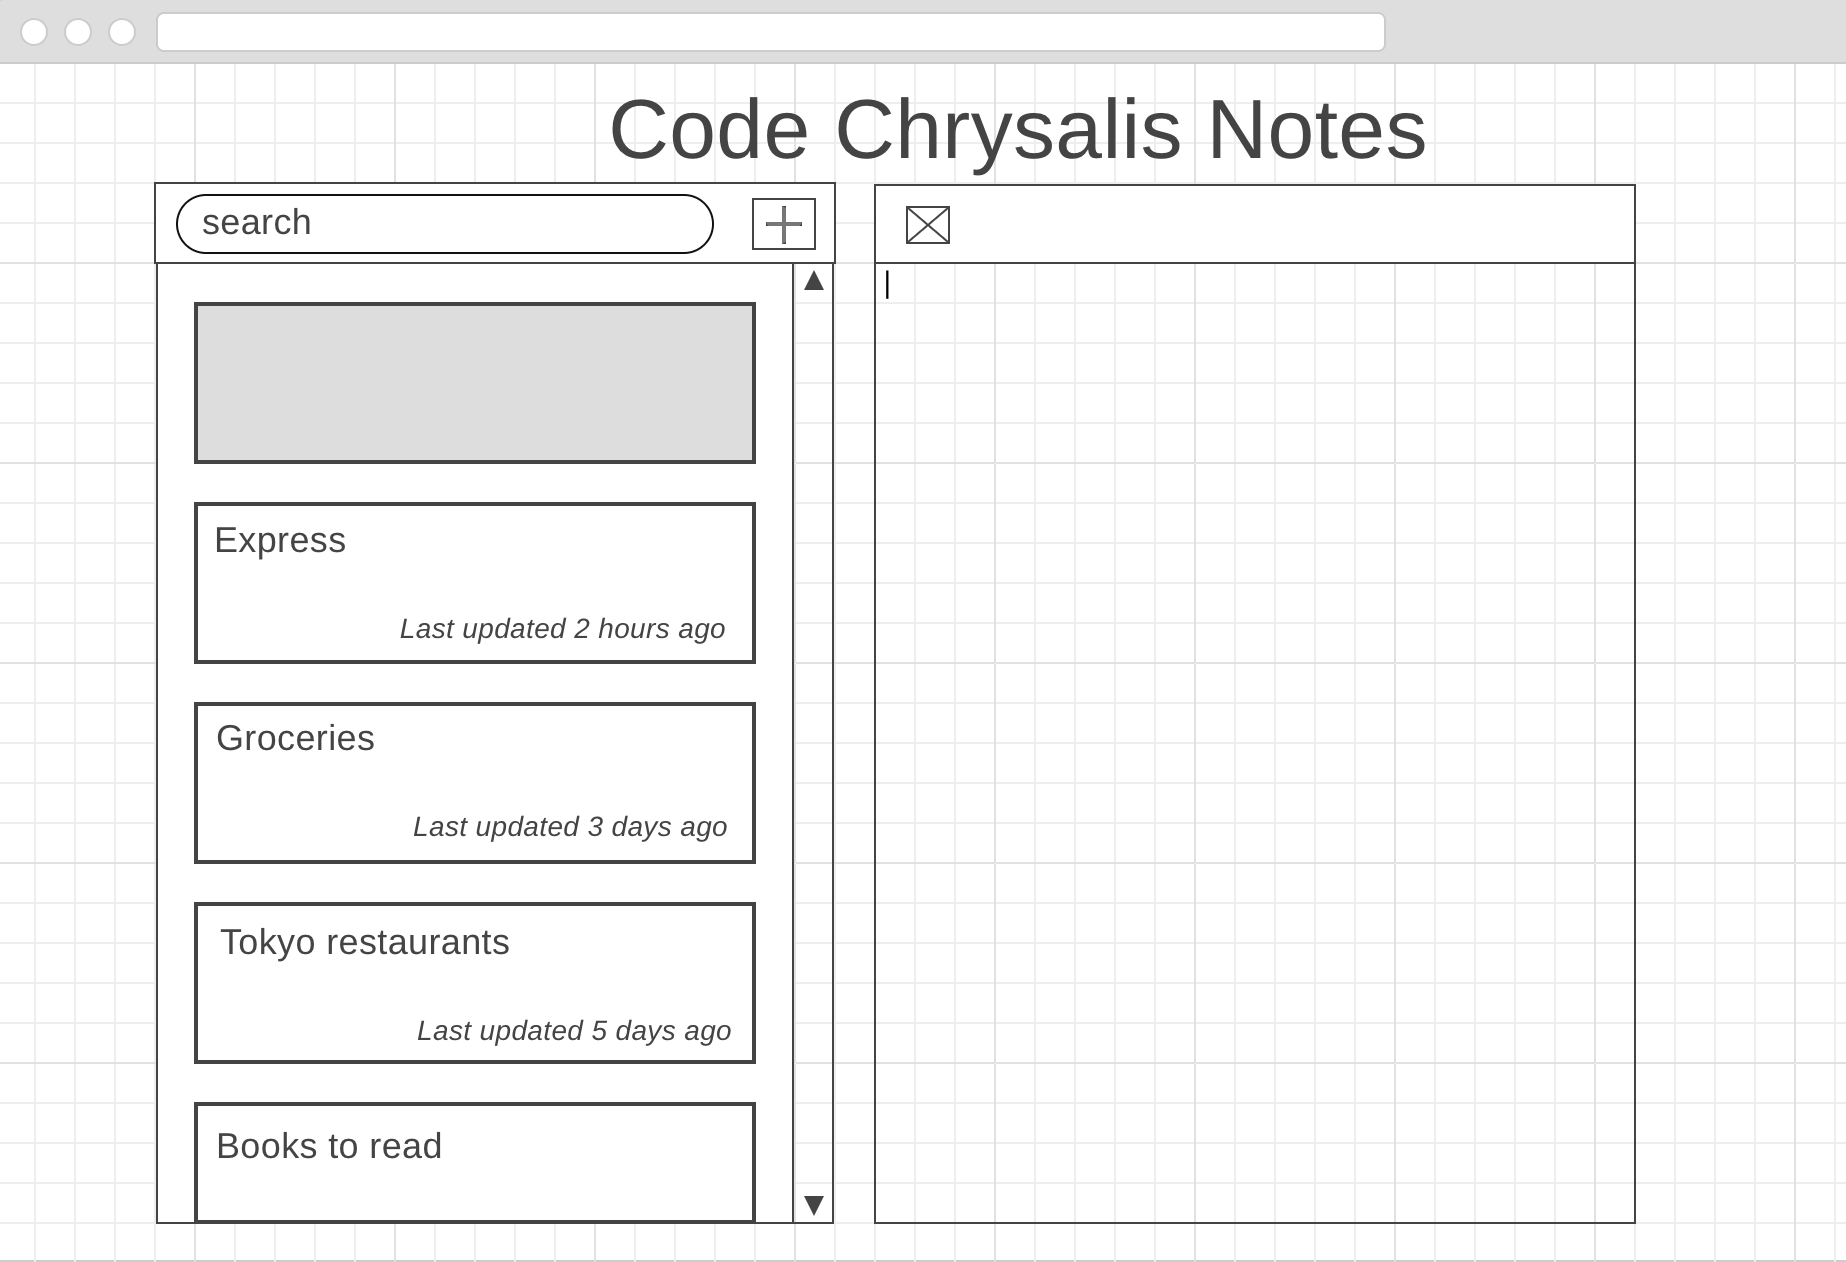 Code Chrysalis Notes
search
Express
Last updated 2 hours ago
Groceries
Last updated 3 days ago
Tokyo restaurants
Last updated 5 days ago
Books to read